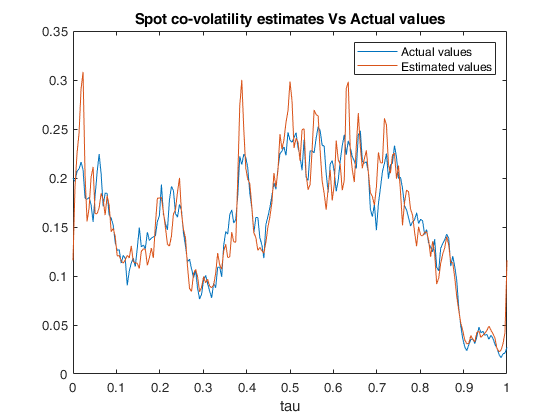 Spot co-volatility estimates Vs Actual values
Actual values
Estimated values
0.35
0.3
0.25
0.2
0.15
0.1
0.05
0
0 0.1 0.2 0.3 0.4 0.5 0.6 0.7 0.8 0.9 1
tau